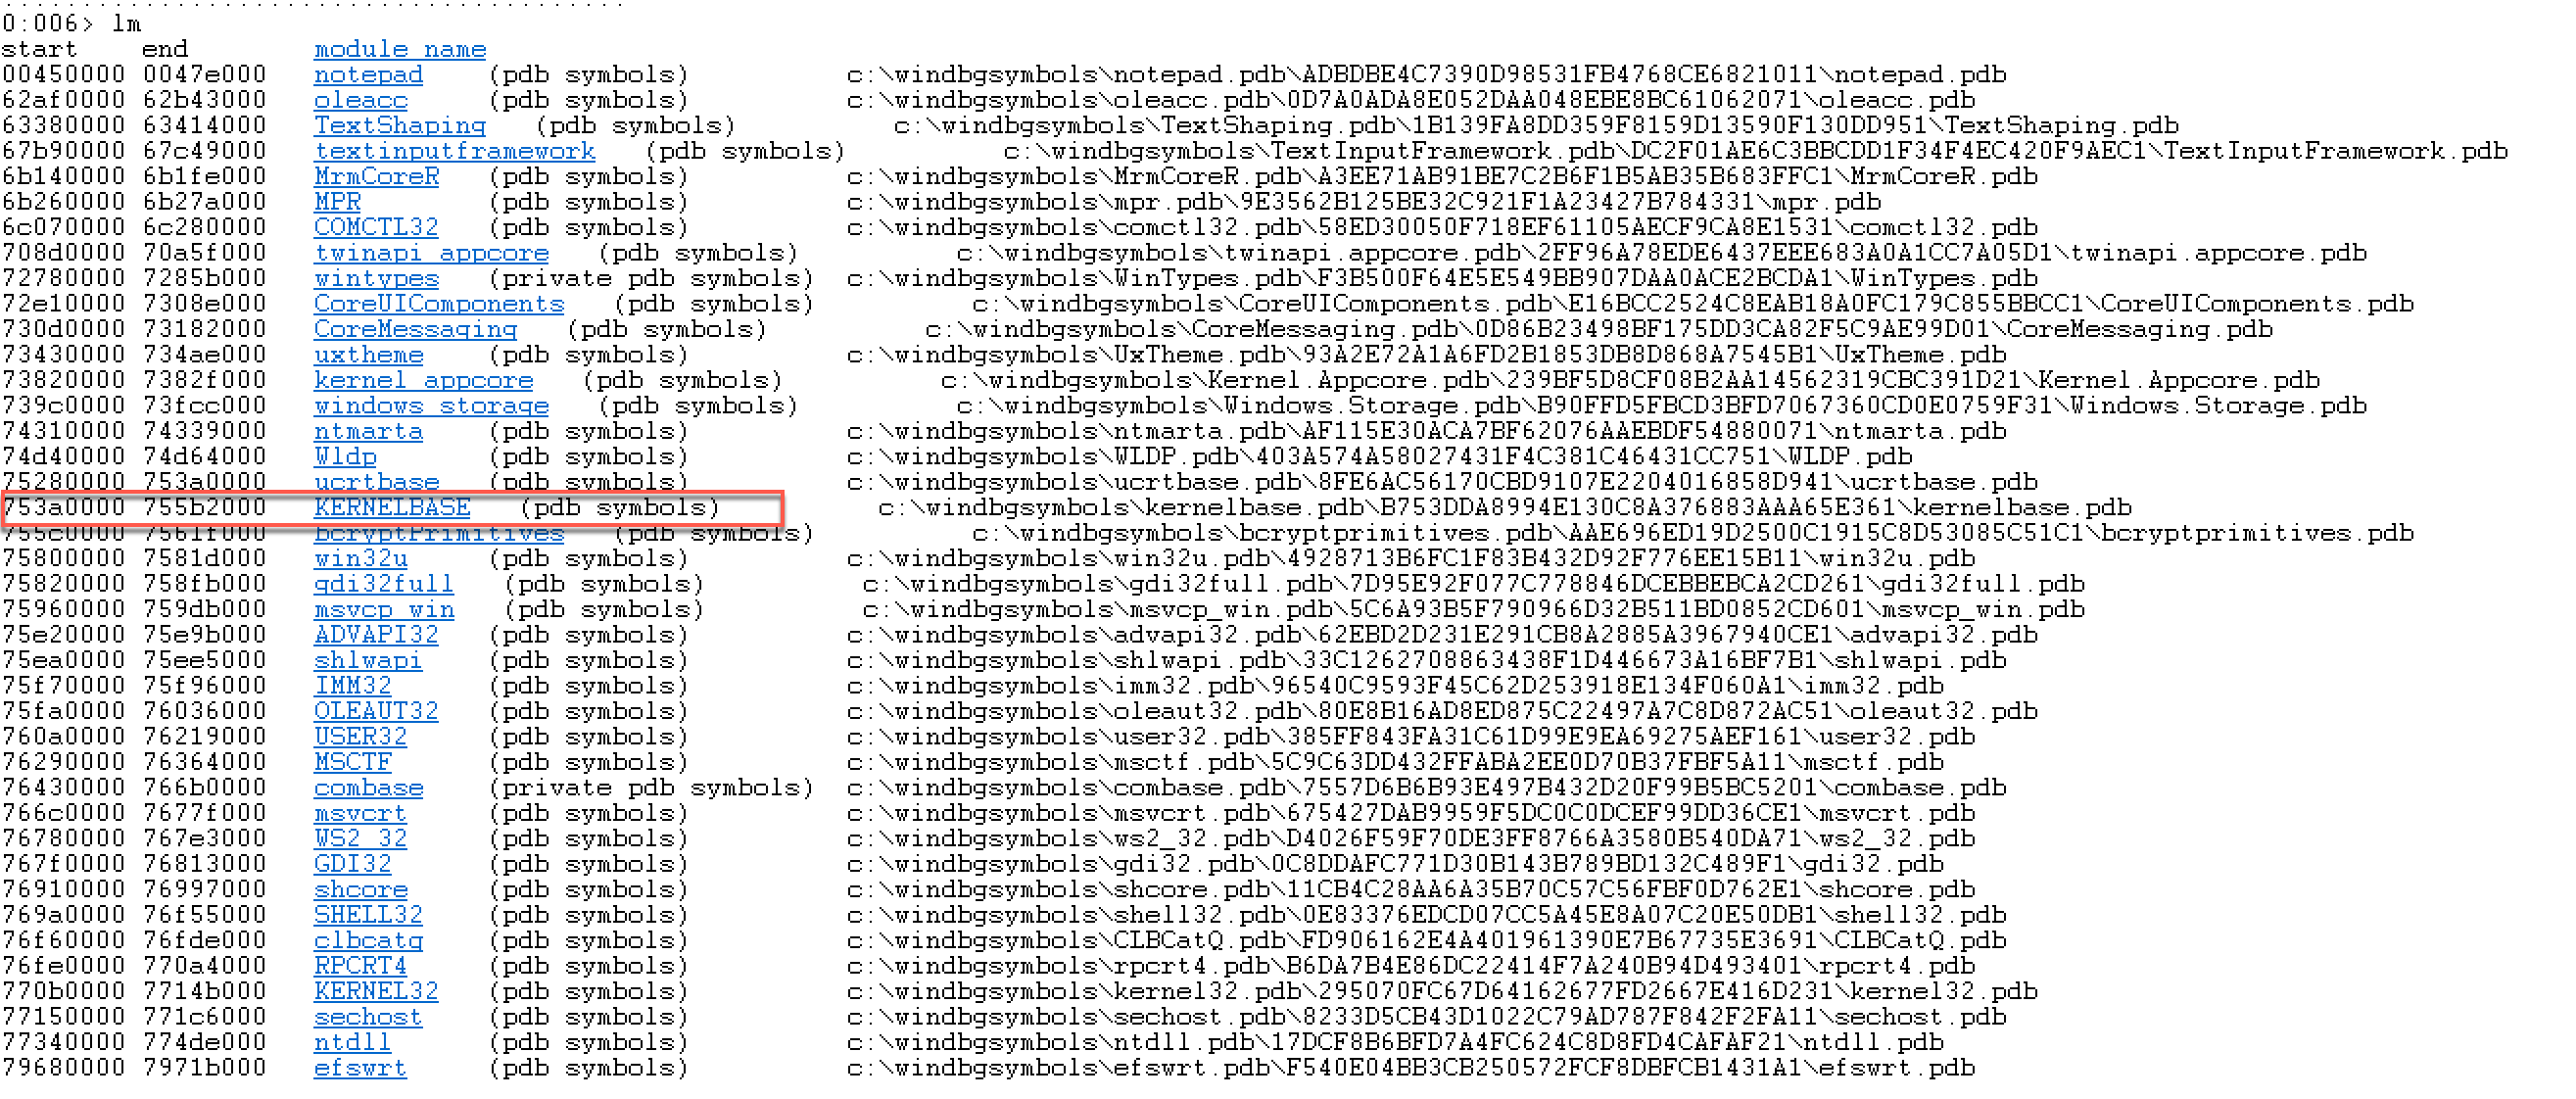 0:006> lm
start    end        module name
00450000 0047e000   notepad    (pdb symbols)          c:\windbgsymbols\notepad.pdb\ADBDBE4C7390D98531FB4768CE6821011\notepad.pdb
62af0000 62b43000   oleacc     (pdb symbols)          c:\windbgsymbols\oleacc.pdb\0D7A0ADA8E052DAA048EBE8BC61062071\oleacc.pdb
63380000 63414000   TextShaping   (pdb symbols)          c:\windbgsymbols\TextShaping.pdb\1B139FA8DD359F8159D13590F130DD951\TextShaping.pdb
67b90000 67c49000   textinputframework   (pdb symbols)          c:\windbgsymbols\TextInputFramework.pdb\DC2F01AE6C3BBCDD1F34F4EC420F9AEC1\TextInputFramework.pdb
6b140000 6b1fe000   MrmCoreR   (pdb symbols)          c:\windbgsymbols\MrmCoreR.pdb\A3EE71AB91BE7C2B6F1B5AB35B683FFC1\MrmCoreR.pdb
6b260000 6b27a000   MPR        (pdb symbols)          c:\windbgsymbols\mpr.pdb\9E3562B125BE32C921F1A23427B784331\mpr.pdb
6c070000 6c280000   COMCTL32   (pdb symbols)          c:\windbgsymbols\comctl32.pdb\58ED30050F718EF61105AECF9CA8E1531\comctl32.pdb
708d0000 70a5f000   twinapi_appcore   (pdb symbols)          c:\windbgsymbols\twinapi.appcore.pdb\2FF96A78EDE6437EEE683A0A1CC7A05D1\twinapi.appcore.pdb
72780000 7285b000   wintypes   (private pdb symbols)  c:\windbgsymbols\WinTypes.pdb\F3B500F64E5E549BB907DAA0ACE2BCDA1\WinTypes.pdb
72e10000 7308e000   CoreUIComponents   (pdb symbols)          c:\windbgsymbols\CoreUIComponents.pdb\E16BCC2524C8EAB18A0FC179C855BBCC1\CoreUIComponents.pdb
730d0000 73182000   CoreMessaging   (pdb symbols)          c:\windbgsymbols\CoreMessaging.pdb\0D86B23498BF175DD3CA82F5C9AE99D01\CoreMessaging.pdb
73430000 734ae000   uxtheme    (pdb symbols)          c:\windbgsymbols\UxTheme.pdb\93A2E72A1A6FD2B1853DB8D868A7545B1\UxTheme.pdb
73820000 7382f000   kernel_appcore   (pdb symbols)          c:\windbgsymbols\Kernel.Appcore.pdb\239BF5D8CF08B2AA14562319CBC391D21\Kernel.Appcore.pdb
739c0000 73fcc000   windows_storage   (pdb symbols)          c:\windbgsymbols\Windows.Storage.pdb\B90FFD5FBCD3BFD7067360CD0E0759F31\Windows.Storage.pdb
74310000 74339000   ntmarta    (pdb symbols)          c:\windbgsymbols\ntmarta.pdb\AF115E30ACA7BF62076AAEBDF54880071\ntmarta.pdb
74d40000 74d64000   Wldp       (pdb symbols)          c:\windbgsymbols\WLDP.pdb\403A574A58027431F4C381C46431CC751\WLDP.pdb
75280000 753a0000   ucrtbase   (pdb symbols)          c:\windbgsymbols\ucrtbase.pdb\8FE6AC56170CBD9107E2204016858D941\ucrtbase.pdb
753a0000 755b2000   KERNELBASE   (pdb symbols)          c:\windbgsymbols\kernelbase.pdb\B753DDA8994E130C8A376883AAA65E361\kernelbase.pdb
755c0000 7561f000   bcryptPrimitives   (pdb symbols)          c:\windbgsymbols\bcryptprimitives.pdb\AAE696ED19D2500C1915C8D53085C51C1\bcryptprimitives.pdb
75800000 7581d000   win32u     (pdb symbols)          c:\windbgsymbols\win32u.pdb\4928713B6FC1F83B432D92F776EE15B11\win32u.pdb
75820000 758fb000   gdi32full   (pdb symbols)          c:\windbgsymbols\gdi32full.pdb\7D95E92F077C778846DCEBBEBCA2CD261\gdi32full.pdb
75960000 759db000   msvcp_win   (pdb symbols)          c:\windbgsymbols\msvcp_win.pdb\5C6A93B5F790966D32B511BD0852CD601\msvcp_win.pdb
75e20000 75e9b000   ADVAPI32   (pdb symbols)          c:\windbgsymbols\advapi32.pdb\62EBD2D231E291CB8A2885A3967940CE1\advapi32.pdb
75ea0000 75ee5000   shlwapi    (pdb symbols)          c:\windbgsymbols\shlwapi.pdb\33C1262708863438F1D446673A16BF7B1\shlwapi.pdb
75f70000 75f96000   IMM32      (pdb symbols)          c:\windbgsymbols\imm32.pdb\96540C9593F45C62D253918E134F060A1\imm32.pdb
75fa0000 76036000   OLEAUT32   (pdb symbols)          c:\windbgsymbols\oleaut32.pdb\80E8B16AD8ED875C22497A7C8D872AC51\oleaut32.pdb
760a0000 76219000   USER32     (pdb symbols)          c:\windbgsymbols\user32.pdb\385FF843FA31C61D99E9EA69275AEF161\user32.pdb
76290000 76364000   MSCTF      (pdb symbols)          c:\windbgsymbols\msctf.pdb\5C9C63DD432FFABA2EE0D70B37FBF5A11\msctf.pdb
76430000 766b0000   combase    (private pdb symbols)  c:\windbgsymbols\combase.pdb\7557D6B6B93E497B432D20F99B5BC5201\combase.pdb
766c0000 7677f000   msvcrt     (pdb symbols)          c:\windbgsymbols\msvcrt.pdb\675427DAB9959F5DC0C0DCEF99DD36CE1\msvcrt.pdb
76780000 767e3000   WS2_32     (pdb symbols)          c:\windbgsymbols\ws2_32.pdb\D4026F59F70DE3FF8766A3580B540DA71\ws2_32.pdb
767f0000 76813000   GDI32      (pdb symbols)          c:\windbgsymbols\gdi32.pdb\0C8DDAFC771D30B143B789BD132C489F1\gdi32.pdb
76910000 76997000   shcore     (pdb symbols)          c:\windbgsymbols\shcore.pdb\11CB4C28AA6A35B70C57C56FBF0D762E1\shcore.pdb
769a0000 76f55000   SHELL32    (pdb symbols)          c:\windbgsymbols\shell32.pdb\0E83376EDCD07CC5A45E8A07C20E50DB1\shell32.pdb
76f60000 76fde000   clbcatq    (pdb symbols)          c:\windbgsymbols\CLBCatQ.pdb\FD906162E4A401961390E7B67735E3691\CLBCatQ.pdb
76fe0000 770a4000   RPCRT4     (pdb symbols)          c:\windbgsymbols\rpcrt4.pdb\B6DA7B4E86DC22414F7A240B94D493401\rpcrt4.pdb
770b0000 7714b000   KERNEL32   (pdb symbols)          c:\windbgsymbols\kernel32.pdb\295070FC67D64162677FD2667E416D231\kernel32.pdb
77150000 771c6000   sechost    (pdb symbols)          c:\windbgsymbols\sechost.pdb\8233D5CB43D1022C79AD787F842F2FA11\sechost.pdb
77340000 774de000   ntdll      (pdb symbols)          c:\windbgsymbols\ntdll.pdb\17DCF8B6BFD7A4FC624C8D8FD4CAFAF21\ntdll.pdb
79680000 7971b000   efswrt     (pdb symbols)          c:\windbgsymbols\efswrt.pdb\F540E04BB3CB250572FCF8DBFCB1431A1\efswrt.pdb